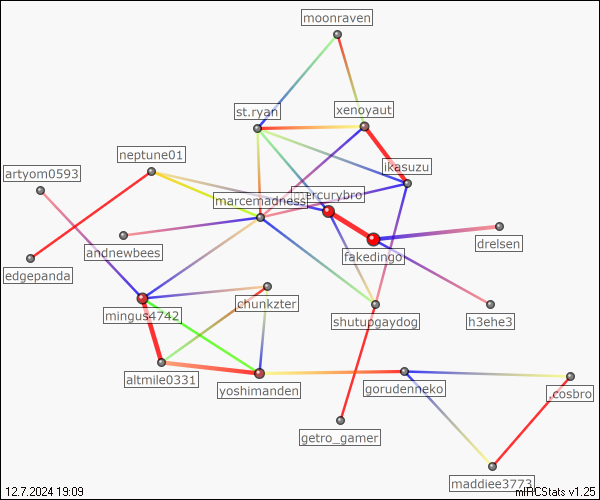 moonraven
st.ryan
xenoyaut
neptune01
ikasuzu
artyom0593
mercurybro
marcemadness
andnewbees
drelsen
fakedingo
edgepanda
chunkzter
mingus4742
shutupgaydog
h3ehe3
altmile0331
yoshimanden
gorudenneko
.cosbro
getro_gamer
maddiee3773
12.7.2024 19:09
mIRCStats v1.25